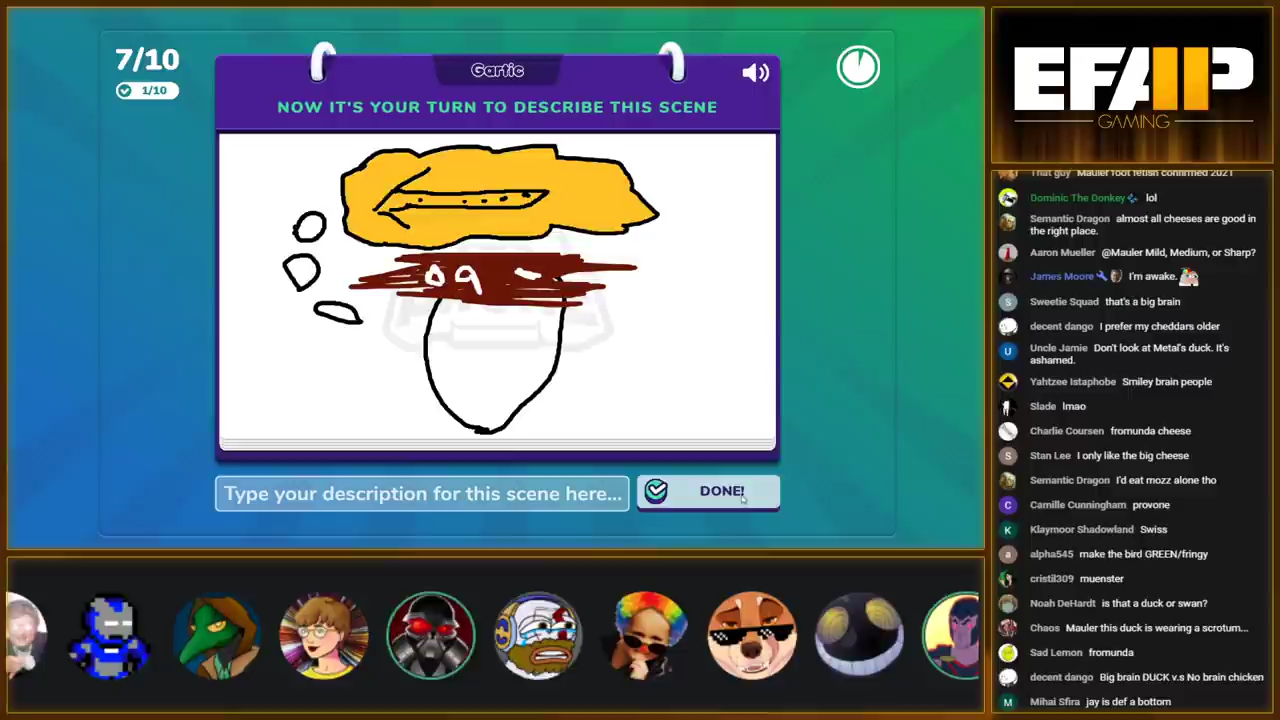 7/10
1/10
Gartic
NOW IT'S YOUR TURN TO DESCRIBE THIS SCENE
Type your description for this scene here...
DONE!
EFAP
GAMING
That guy Mauler foot fetish confirmed 2021
Dominic The Donkey lol
Semantic Dragon almost all cheeses are good in
the right place.
Aaron Mueller @Mauler Mild, Medium, or Sharp?
James Moore I'm awake.
Sweetie Squad that's a big brain
decent dango I prefer my cheddars older
Uncle Jamie Don't look at Metal's duck. It's
ashamed.
Yahtzee Istaphobe Smiley brain people
Slade lmao
Charlie Coursen fromunda cheese
Stan Lee I only like the big cheese
Semantic Dragon I'd eat mozz alone tho
Camille Cunningham provone
Klaymoor Shadowland Swiss
alpha545 make the bird GREEN/fringy
cristil309 muenster
Noah DeHardt is that a duck or swan?
Chaos Mauler this duck is wearing a scrotum...
Sad Lemon fromunda
decent dango Big brain DUCK v.s No brain chicken
Mihai Sfira jay is def a bottom